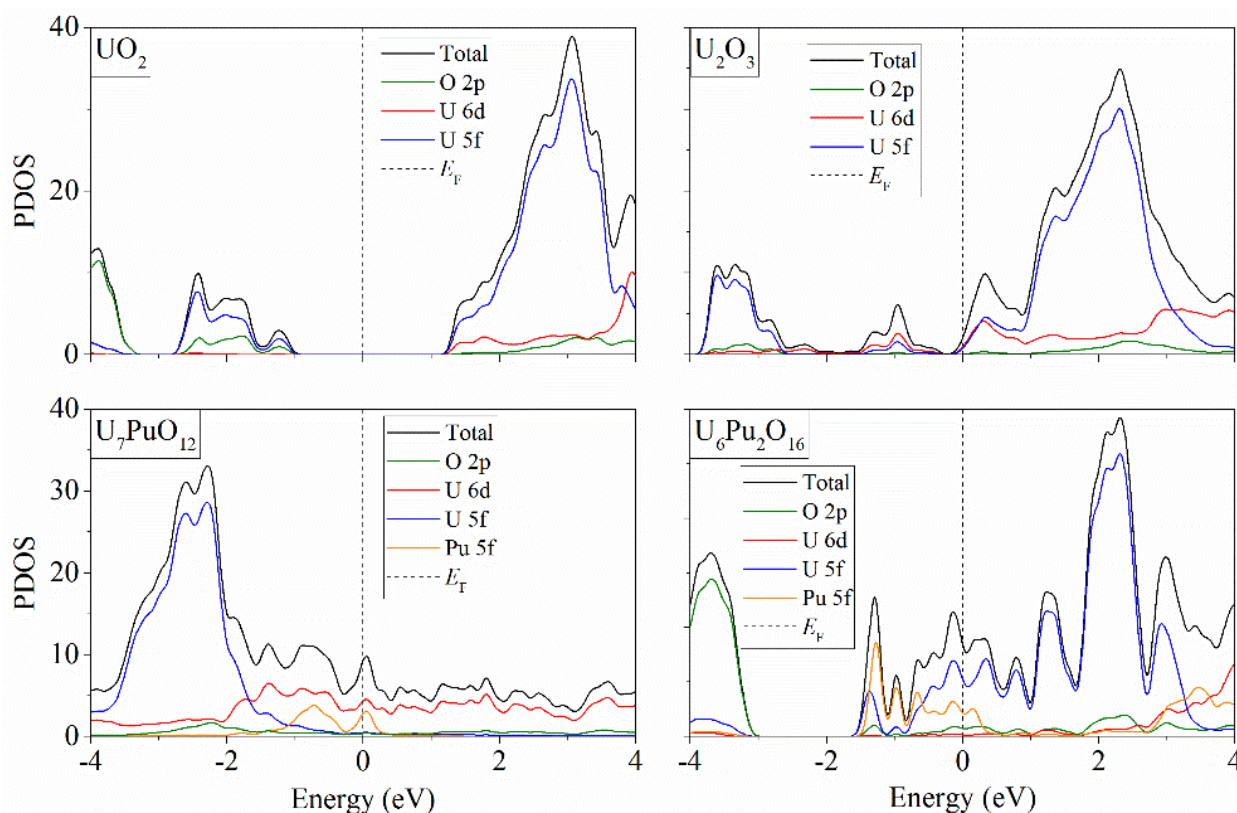 UO2
Total
O 2p
U 6d
U 5f
EF
U2O3
Total
O 2p
U 6d
U 5f
EF
40
20
0
PDOS
U7PuO12
Total
O 2p
U 6d
U 5f
Pu 5f
ET
U6Pu2O16
Total
O 2p
U 6d
U 5f
Pu 5f
EF
40
30
20
10
0
PDOS
-4
-2
0
2
4
Energy (eV)
-4
-2
0
2
4
Energy (eV)